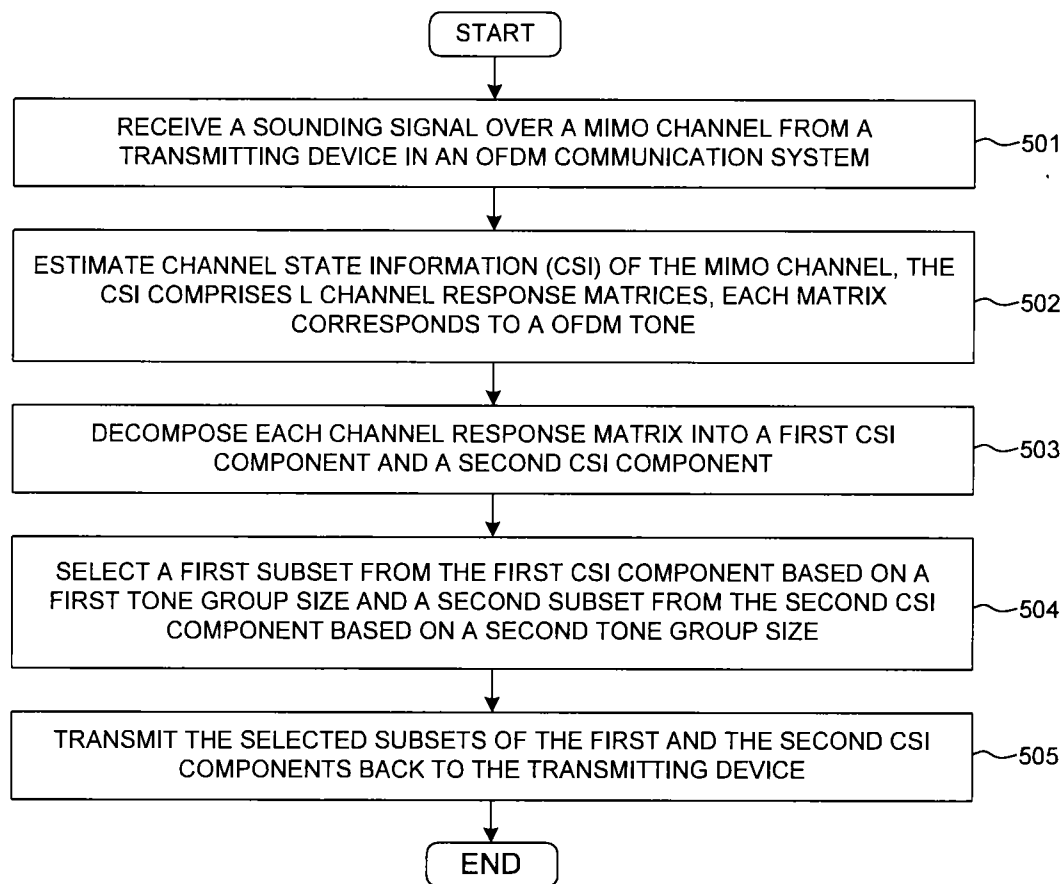 START
RECEIVE A SOUNDING SIGNAL OVER A MIMO CHANNEL FROM A
TRANSMITTING DEVICE IN AN OFDM COMMUNICATION SYSTEM
501
ESTIMATE CHANNEL STATE INFORMATION (CSI) OF THE MIMO CHANNEL, THE
CSI COMPRISES L CHANNEL RESPONSE MATRICES, EACH MATRIX
CORRESPONDS TO A OFDM TONE
502
DECOMPOSE EACH CHANNEL RESPONSE MATRIX INTO A FIRST CSI
COMPONENT AND A SECOND CSI COMPONENT
503
SELECT A FIRST SUBSET FROM THE FIRST CSI COMPONENT BASED ON A
FIRST TONE GROUP SIZE AND A SECOND SUBSET FROM THE SECOND CSI
COMPONENT BASED ON A SECOND TONE GROUP SIZE
504
TRANSMIT THE SELECTED SUBSETS OF THE FIRST AND THE SECOND CSI
COMPONENTS BACK TO THE TRANSMITTING DEVICE
505
END